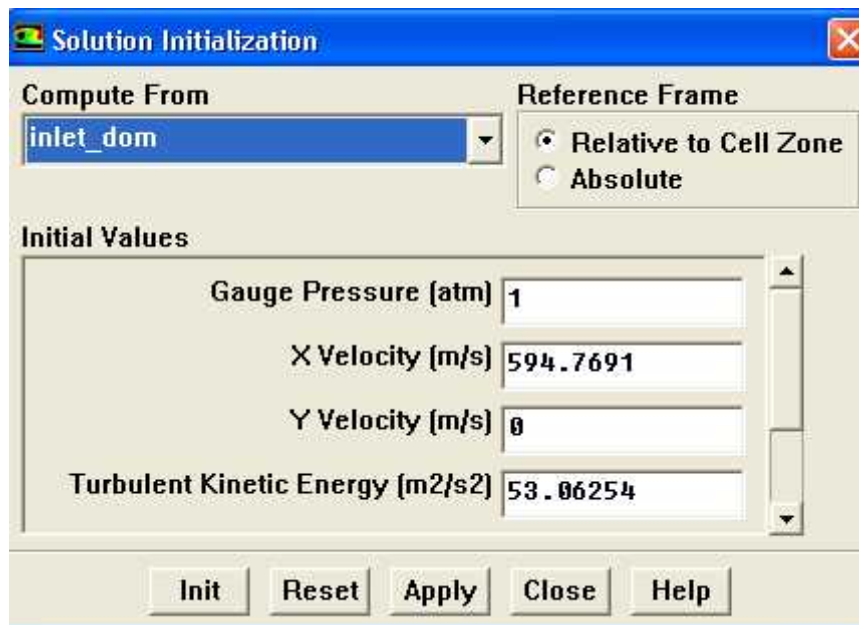 Solution Initialization
Compute From
Reference Frame
inlet_dom
Relative to Cell Zone
Absolute
Initial Values
Gauge Pressure (atm) 1
X Velocity (m/s) 594.7691
Y Velocity (m/s) 0
Turbulent Kinetic Energy (m2/s2) 53.06254
Init Reset Apply Close Help